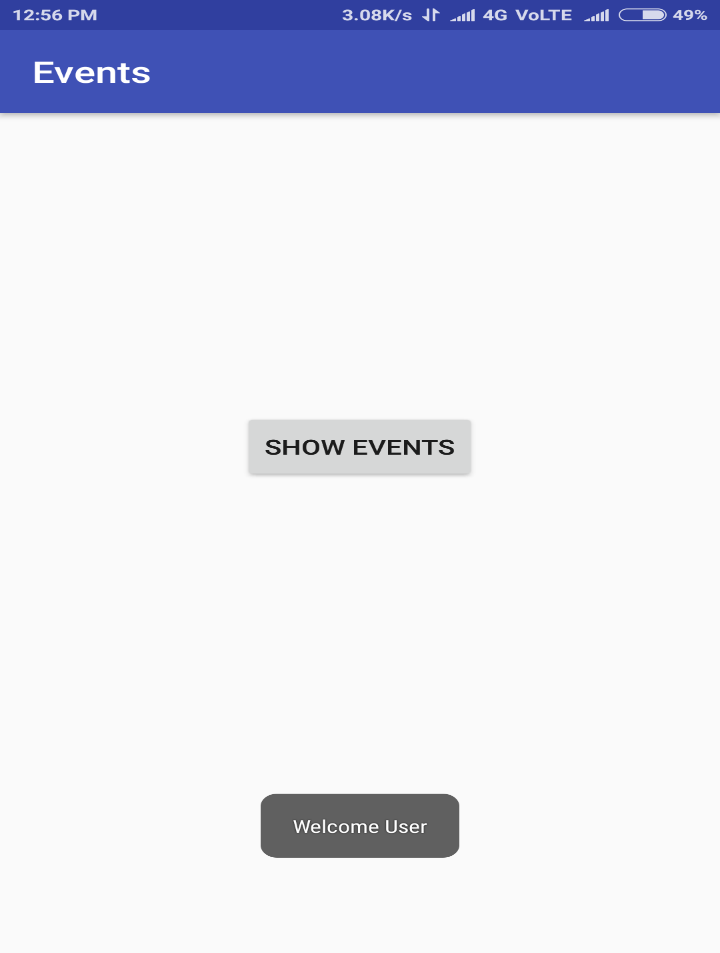 12:56 PM 3.08K/s 4G VoLTE 49%
Events
SHOW EVENTS
Welcome User